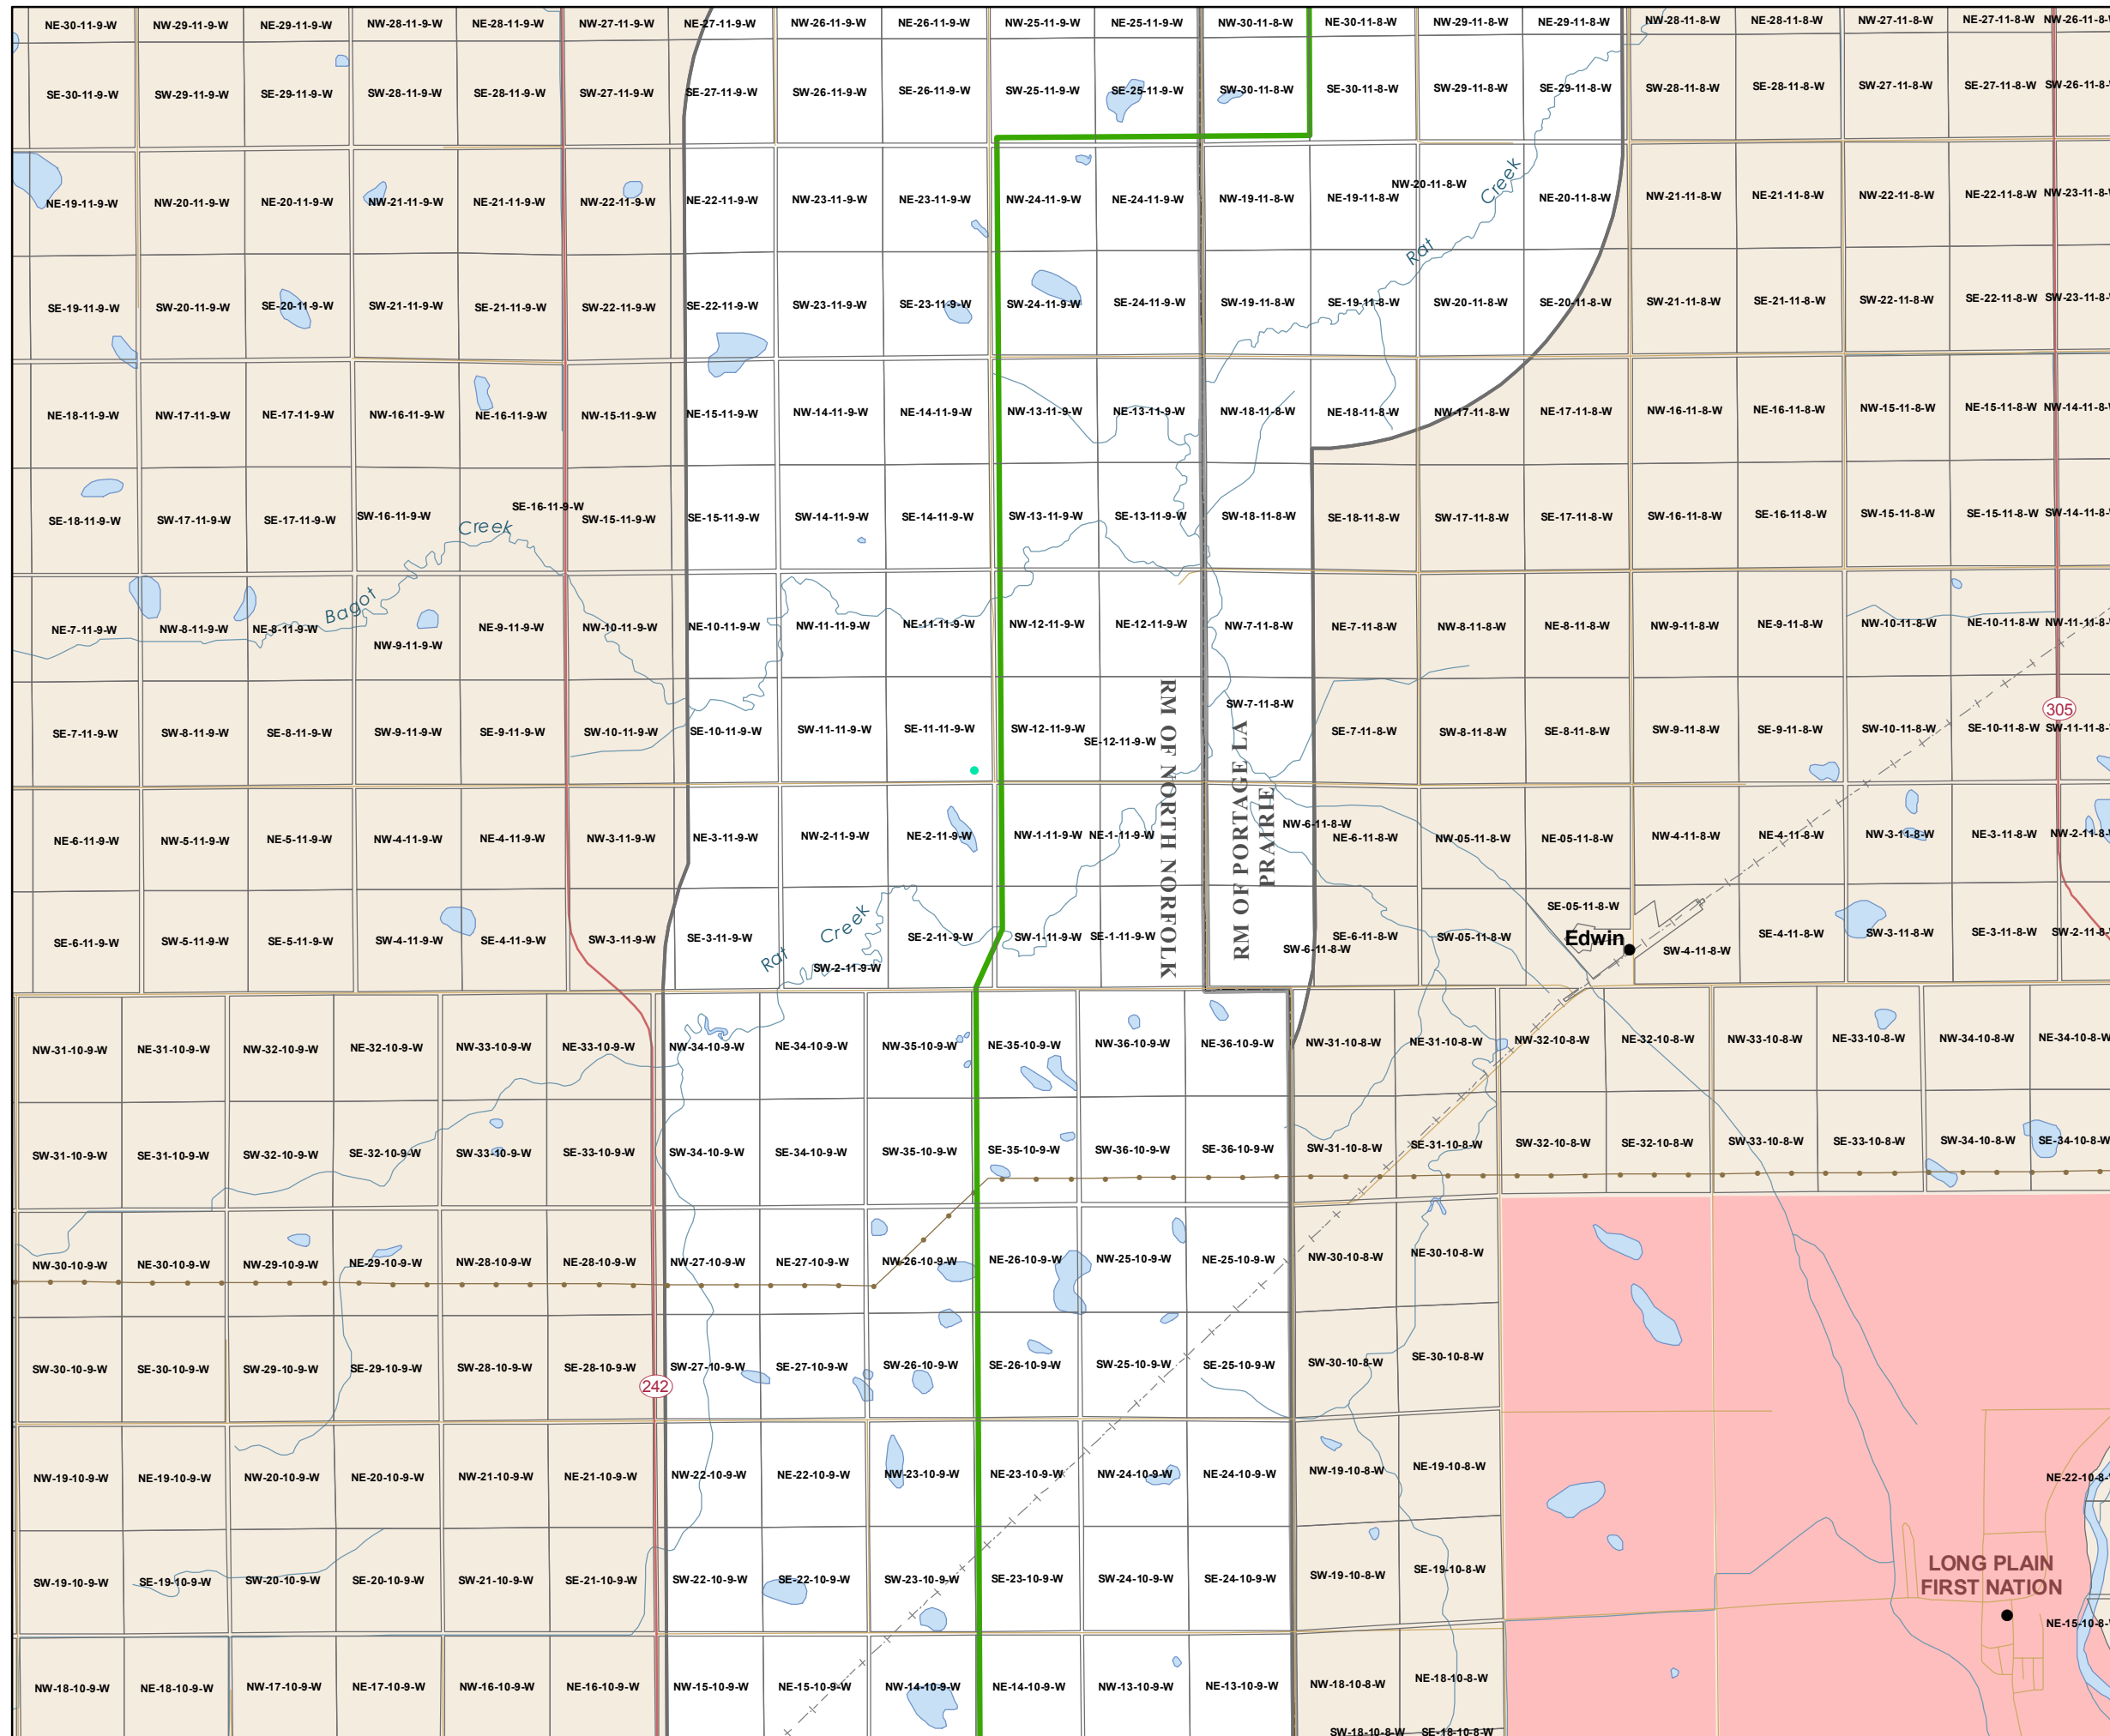 NE-30-11-9-W NW-29-11-9-W NE-29-11-9-W NW-28-11-9-W NE-28-11-9-W NW-27-11-9-W NE-27-11-9-W NW-26-11-9-W NE-26-11-9-W NW-25-11-9-W NE-25-11-9-W NW-30-11-8-W NE-30-11-8-W NW-29-11-8-W NE-29-11-8-W NW-28-11-8-W NE-28-11-8-W NW-27-11-8-W NE-27-11-8-W NW-26-11-8-
SE-30-11-9-W SW-29-11-9-W SE-29-11-9-W SW-28-11-9-W SE-28-11-9-W SW-27-11-9-W SE-27-11-9-W SW-26-11-9-W SE-26-11-9-W SW-25-11-9-W SE-25-11-9-W SW-30-11-8-W SE-30-11-8-W SW-29-11-8-W SE-29-11-8-W SW-28-11-8-W SE-28-11-8-W SW-27-11-8-W SE-27-11-8-W SW-26-11-8-
Creek
NW-20-11-8-W
NE-19-11-9-W NW-20-11-9-W NE-20-11-9-W NW-21-11-9-W NE-21-11-9-W NW-22-11-9-W NE-22-11-9-W NW-23-11-9-W NE-23-11-9-W NW-24-11-9-W NE-24-11-9-W NW-19-11-8-W NE-19-11-8-W NE-20-11-8-W NW-21-11-8-W NE-21-11-8-W NW-22-11-8-W NE-22-11-8-W NW-23-11-8-
Rat
SE-19-11-9-W SW-20-11-9-W SE-20-11-9-W SW-21-11-9-W SE-21-11-9-W SW-22-11-9-W SE-22-11-9-W SW-23-11-9-W SE-23-11-9-W SW-24-11-9-W SE-24-11-9-W SW-19-11-8-W SE-19-11-8-W SW-20-11-8-W SE-20-11-8-W SW-21-11-8-W SE-21-11-8-W SW-22-11-8-W SE-22-11-8-W SW-23-11-8-
NE-18-11-9-W NW-17-11-9-W NE-17-11-9-W NW-16-11-9-W NE-16-11-9-W NW-15-11-9-W NE-15-11-9-W NW-14-11-9-W NE-14-11-9-W NW-13-11-9-W NE-13-11-9-W NW-18-11-8-W NE-18-11-8-W NW-17-11-8-W NE-17-11-8-W NW-16-11-8-W NE-16-11-8-W NW-15-11-8-W NE-15-11-8-W NW-14-11-8-
SE-18-11-9-W SW-17-11-9-W SE-17-11-9-W SW-16-11-9-W SE-16-11-9-W SW-15-11-9-W SE-15-11-9-W SW-14-11-9-W SE-14-11-9-W SW-13-11-9-W SE-13-11-9-W SW-18-11-8-W SE-18-11-8-W SW-17-11-8-W SE-17-11-8-W SW-16-11-8-W SE-16-11-8-W SW-15-11-8-W SE-15-11-8-W SW-14-11-8-
Bagot Creek
NE-7-11-9-W NW-8-11-9-W NE-8-11-9-W NW-9-11-9-W NE-9-11-9-W NW-10-11-9-W NE-10-11-9-W NW-11-11-9-W NE-11-11-9-W NW-12-11-9-W NE-12-11-9-W NW-7-11-8-W NE-7-11-8-W NW-8-11-8-W NE-8-11-8-W NW-9-11-8-W NE-9-11-8-W NW-10-11-8-W NE-10-11-8-W NW-11-11-8-
305
SE-7-11-9-W SW-8-11-9-W SE-8-11-9-W SW-9-11-9-W SE-9-11-9-W SW-10-11-9-W SE-10-11-9-W SW-11-11-9-W SE-11-11-9-W SW-12-11-9-W SE-12-11-9-W SW-7-11-8-W SE-7-11-8-W SW-8-11-8-W SE-8-11-8-W SW-9-11-8-W SE-9-11-8-W SW-10-11-8-W SE-10-11-8-W SW-11-11-8-
RM OF NORTH NORFOLK
RM OF PORTAGE LA
PRAIRIE
NE-6-11-9-W NW-5-11-9-W NE-5-11-9-W NW-4-11-9-W NE-4-11-9-W NW-3-11-9-W NE-3-11-9-W NW-2-11-9-W NE-2-11-9-W NW-1-11-9-W NE-1-11-9-W NW-6-11-8-W NE-6-11-8-W NW-05-11-8-W NE-05-11-8-W NW-4-11-8-W NE-4-11-8-W NW-3-11-8-W NE-3-11-8-W NW-2-11-8-
SE-6-11-9-W SW-5-11-9-W SE-5-11-9-W SW-4-11-9-W SE-4-11-9-W SW-3-11-9-W SE-3-11-9-W SW-2-11-9-W SE-2-11-9-W SW-1-11-9-W SE-1-11-9-W SW-6-11-8-W SE-6-11-8-W SW-05-11-8-W SE-05-11-8-W SW-4-11-8-W SE-4-11-8-W SW-3-11-8-W SE-3-11-8-W SW-2-11-8-
Rat Creek
Edwin
NW-31-10-9-W NE-31-10-9-W NW-32-10-9-W NE-32-10-9-W NW-33-10-9-W NE-33-10-9-W NW-34-10-9-W NE-34-10-9-W NW-35-10-9-W NE-35-10-9-W NW-36-10-9-W NE-36-10-9-W NW-31-10-8-W NE-31-10-8-W NW-32-10-8-W NE-32-10-8-W NW-33-10-8-W NE-33-10-8-W NW-34-10-8-W NE-34-10-8-W
SW-31-10-9-W SE-31-10-9-W SW-32-10-9-W SE-32-10-9-W SW-33-10-9-W SE-33-10-9-W SW-34-10-9-W SE-34-10-9-W SW-35-10-9-W SE-35-10-9-W SW-36-10-9-W SE-36-10-9-W SW-31-10-8-W SE-31-10-8-W SW-32-10-8-W SE-32-10-8-W SW-33-10-8-W SE-33-10-8-W SW-34-10-8-W SE-34-10-8-W
NW-30-10-9-W NE-30-10-9-W NW-29-10-9-W NE-29-10-9-W NW-28-10-9-W NE-28-10-9-W NW-27-10-9-W NE-27-10-9-W NW-26-10-9-W NE-26-10-9-W NW-25-10-9-W NE-25-10-9-W NW-30-10-8-W NE-30-10-8-W
SW-30-10-9-W SE-30-10-9-W SW-29-10-9-W SE-29-10-9-W SW-28-10-9-W SE-28-10-9-W SW-27-10-9-W SE-27-10-9-W SW-26-10-9-W SE-26-10-9-W SW-25-10-9-W SE-25-10-9-W SW-30-10-8-W SE-30-10-8-W
242
NW-19-10-9-W NE-19-10-9-W NW-20-10-9-W NE-20-10-9-W NW-21-10-9-W NE-21-10-9-W NW-22-10-9-W NE-22-10-9-W NW-23-10-9-W NE-23-10-9-W NW-24-10-9-W NE-24-10-9-W NW-19-10-8-W NE-19-10-8-W NE-22-10-8-
SW-19-10-9-W SE-19-10-9-W SW-20-10-9-W SE-20-10-9-W SW-21-10-9-W SE-21-10-9-W SW-22-10-9-W SE-22-10-9-W SW-23-10-9-W SE-23-10-9-W SW-24-10-9-W SE-24-10-9-W SW-19-10-8-W SE-19-10-8-W
LONG PLAIN
FIRST NATION
NE-15-10-8-
NW-18-10-9-W NE-18-10-9-W NW-17-10-9-W NE-17-10-9-W NW-16-10-9-W NE-16-10-9-W NW-15-10-9-W NE-15-10-9-W NW-14-10-9-W NE-14-10-9-W NW-13-10-9-W NE-13-10-9-W NW-18-10-8-W NE-18-10-8-W
SW-18-10-8-W SE-18-10-8-W